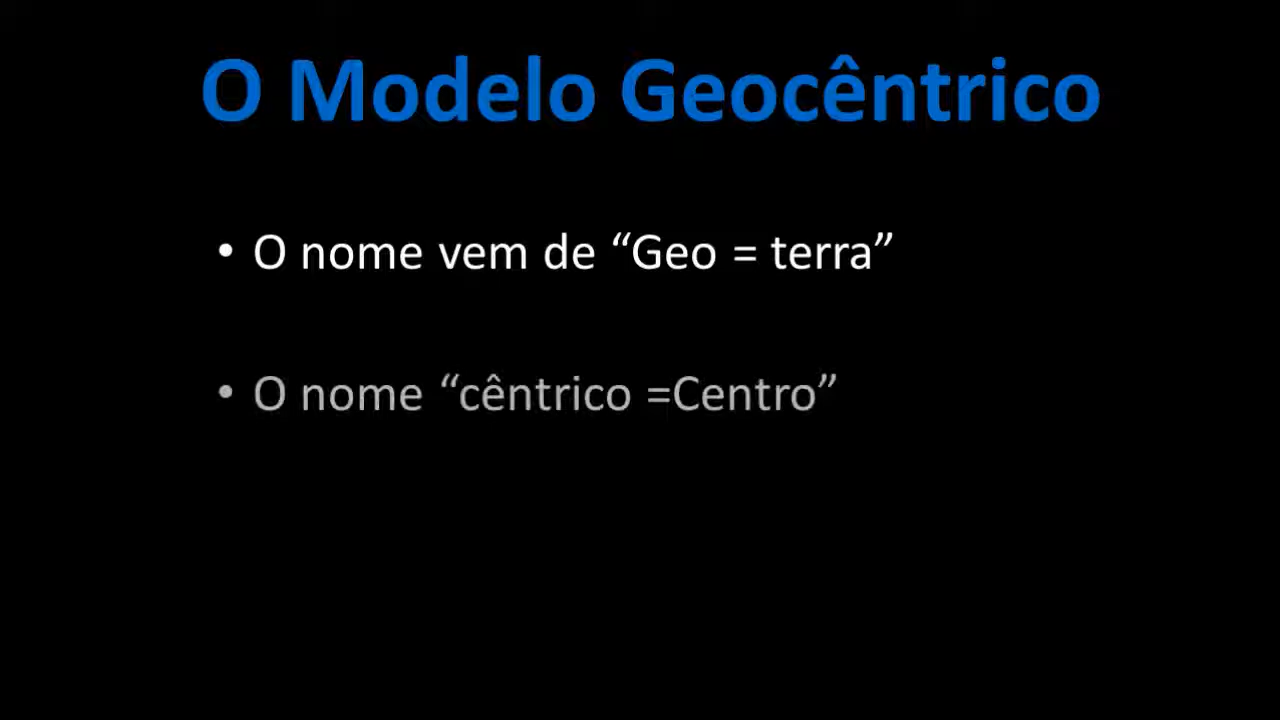 O Modelo Geocêntrico
• O nome vem de “Geo = terra”
• O nome “cêntrico =Centro”